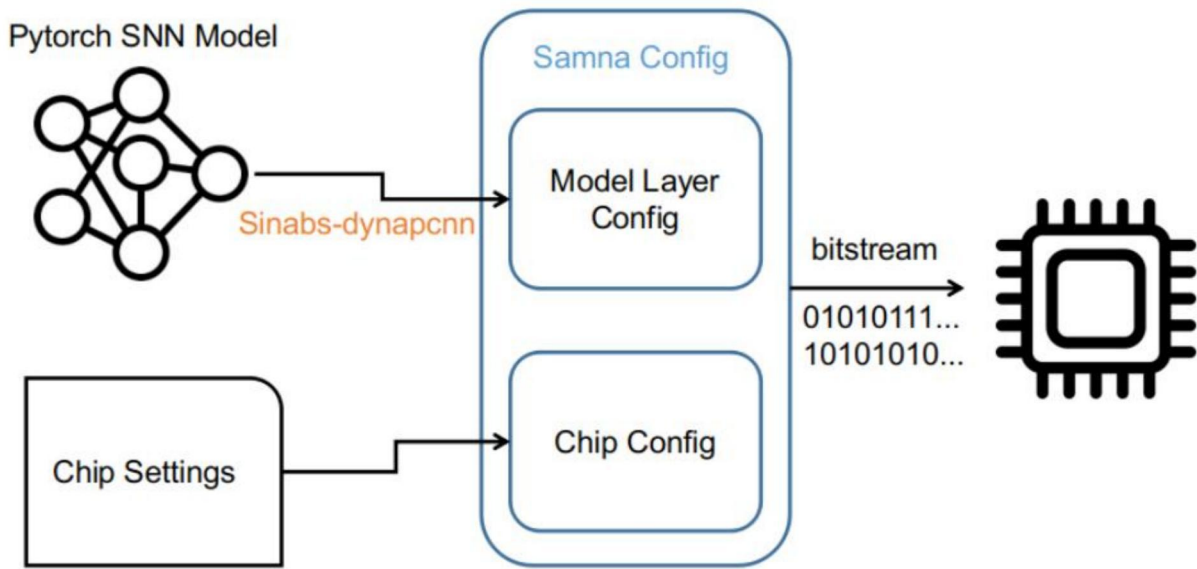 Pytorch SNN Model
Samna Config
Model Layer
Config
Sinabs-dynapcnn
bitstream
01010111...
10101010...
Chip Settings
Chip Config